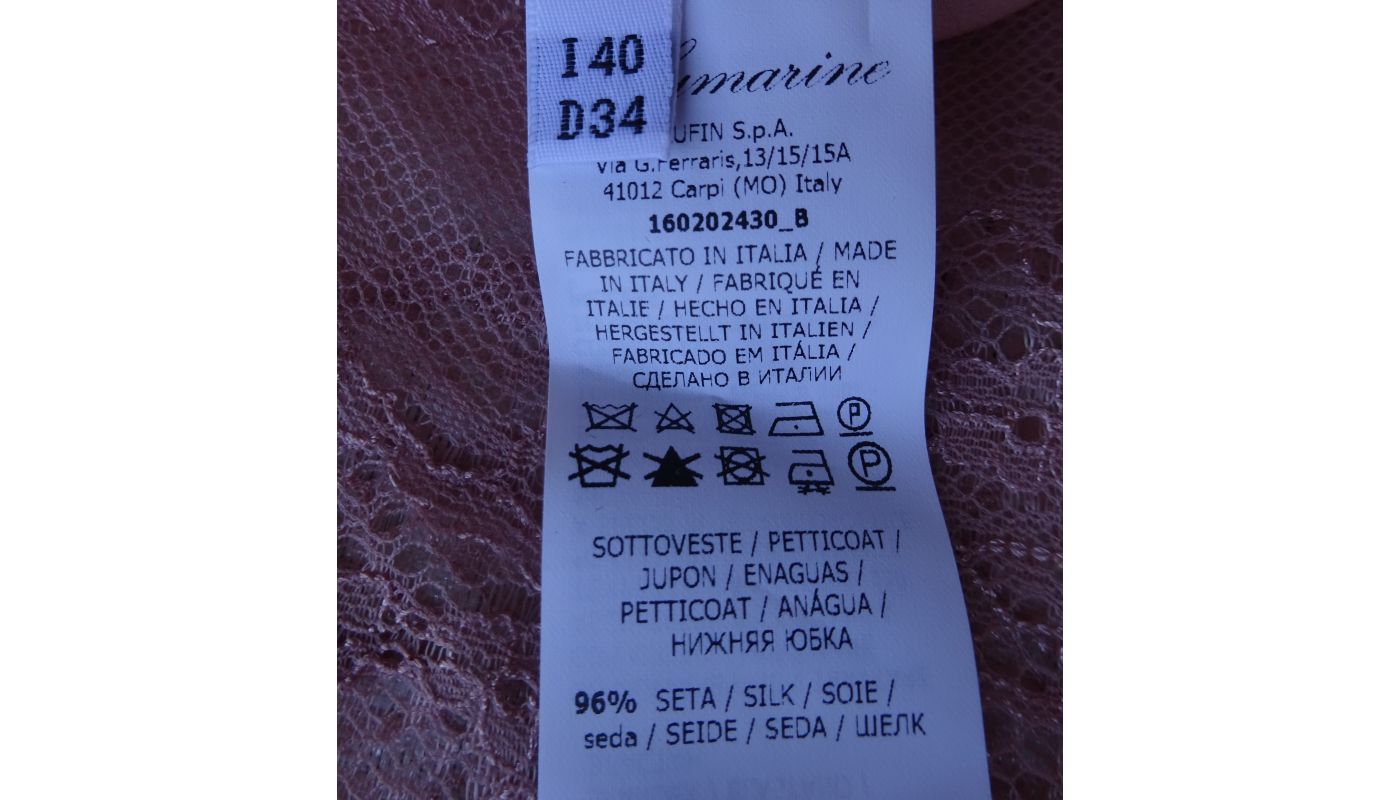 I 40
D34
UFIN S.p.A.
Via G.Ferraris,13/15/15A
41012 Carpi (MO) Italy
160202430_B
FABBRICATO IN ITALIA / MADE
IN ITALY / FABRIQUÉ EN
ITALIE / HECHO EN ITALIA /
HERGESTELLT IN ITALIEN /
FABRICADO EM ITÁLIA /
СДЕЛАНО В ИТАЛИИ
P
P
SOTTOVESTE / PETTICOAT /
JUPON / ENAGUAS /
PETTICOAT / ANÁGUA /
НИЖНЯЯ ЮБКА
96% SETA / SILK / SOIE /
seda / SEIDE / SEDA / ШЕЛК